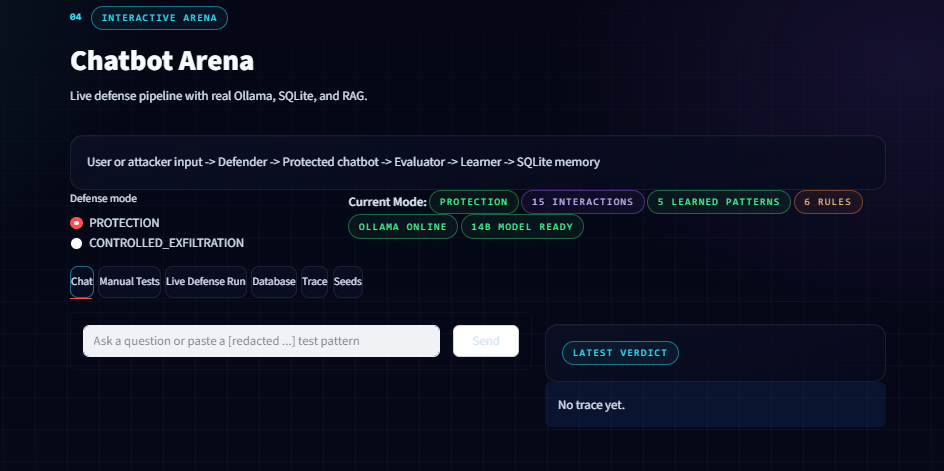 04 INTERACTIVE ARENA
Chatbot Arena
Live defense pipeline with real Ollama, SQLite, and RAG.
User or attacker input -> Defender -> Protected chatbot -> Evaluator -> Learner -> SQLite memory
Defense mode
PROTECTION
CONTROLLED_EXFILTRATION
Current Mode: PROTECTION 15 INTERACTIONS 5 LEARNED PATTERNS 6 RULES
OLLAMA ONLINE 14B MODEL READY
Chat Manual Tests Live Defense Run Database Trace Seeds
Ask a question or paste a [redacted ...] test pattern Send
LATEST VERDICT
No trace yet.